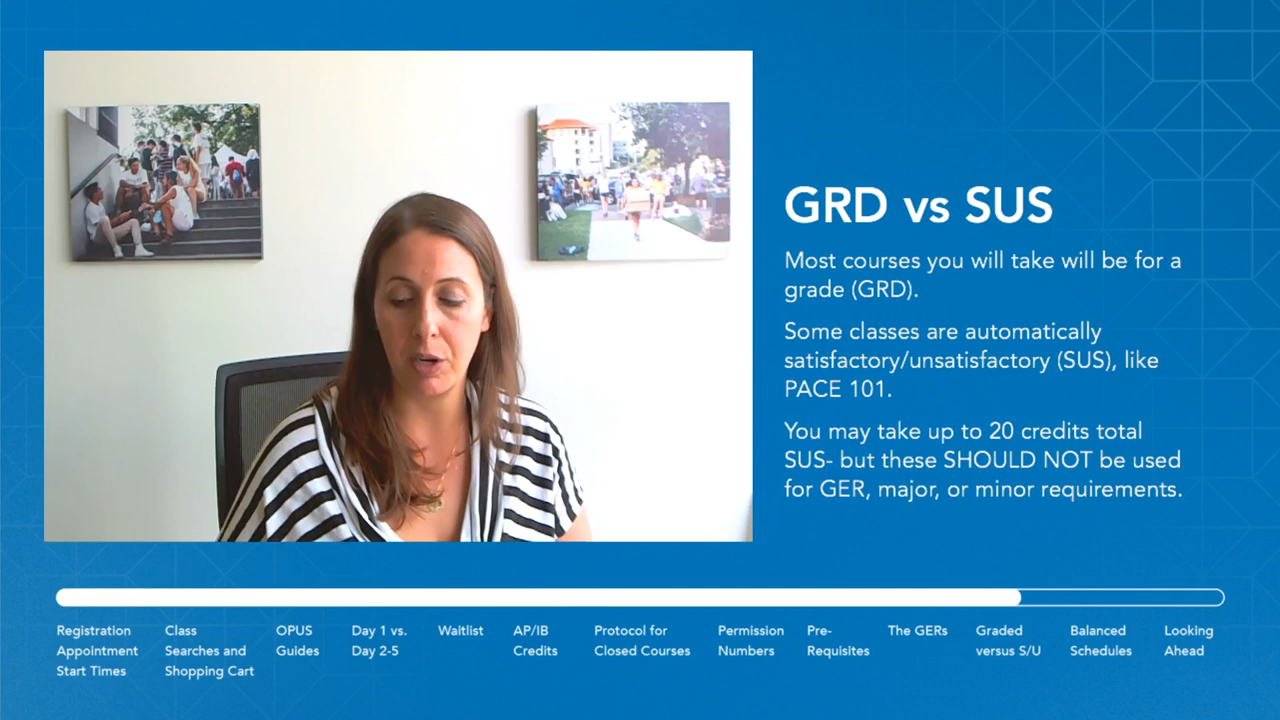 GRD vs SUS
Most courses you will take will be for a
grade (GRD).
Some classes are automatically
satisfactory/unsatisfactory (SUS), like
PACE 101.
You may take up to 20 credits total
SUS- but these SHOULD NOT be used
for GER, major, or minor requirements.
Registration
Appointment
Start Times
Class
Searches and
Shopping Cart
OPUS
Guides
Day 1 vs.
Day 2-5
Waitlist
AP/IB
Credits
Protocol for
Closed Courses
Permission
Numbers
Pre-
Requisites
The GERs
Graded
versus S/U
Balanced
Schedules
Looking
Ahead